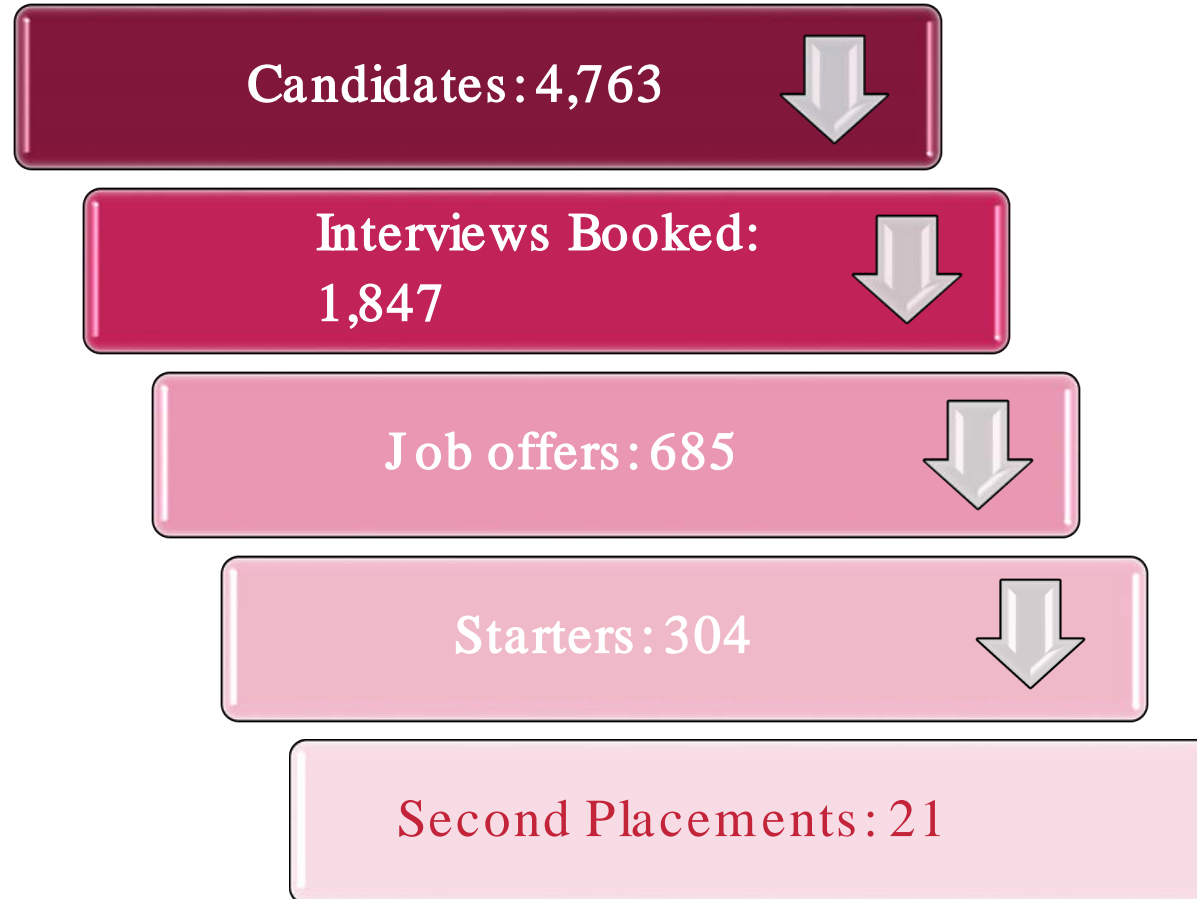 Candidates: 4,763
Interviews Booked:
1,847
Job offers: 685
Starters: 304
Second Placements: 21